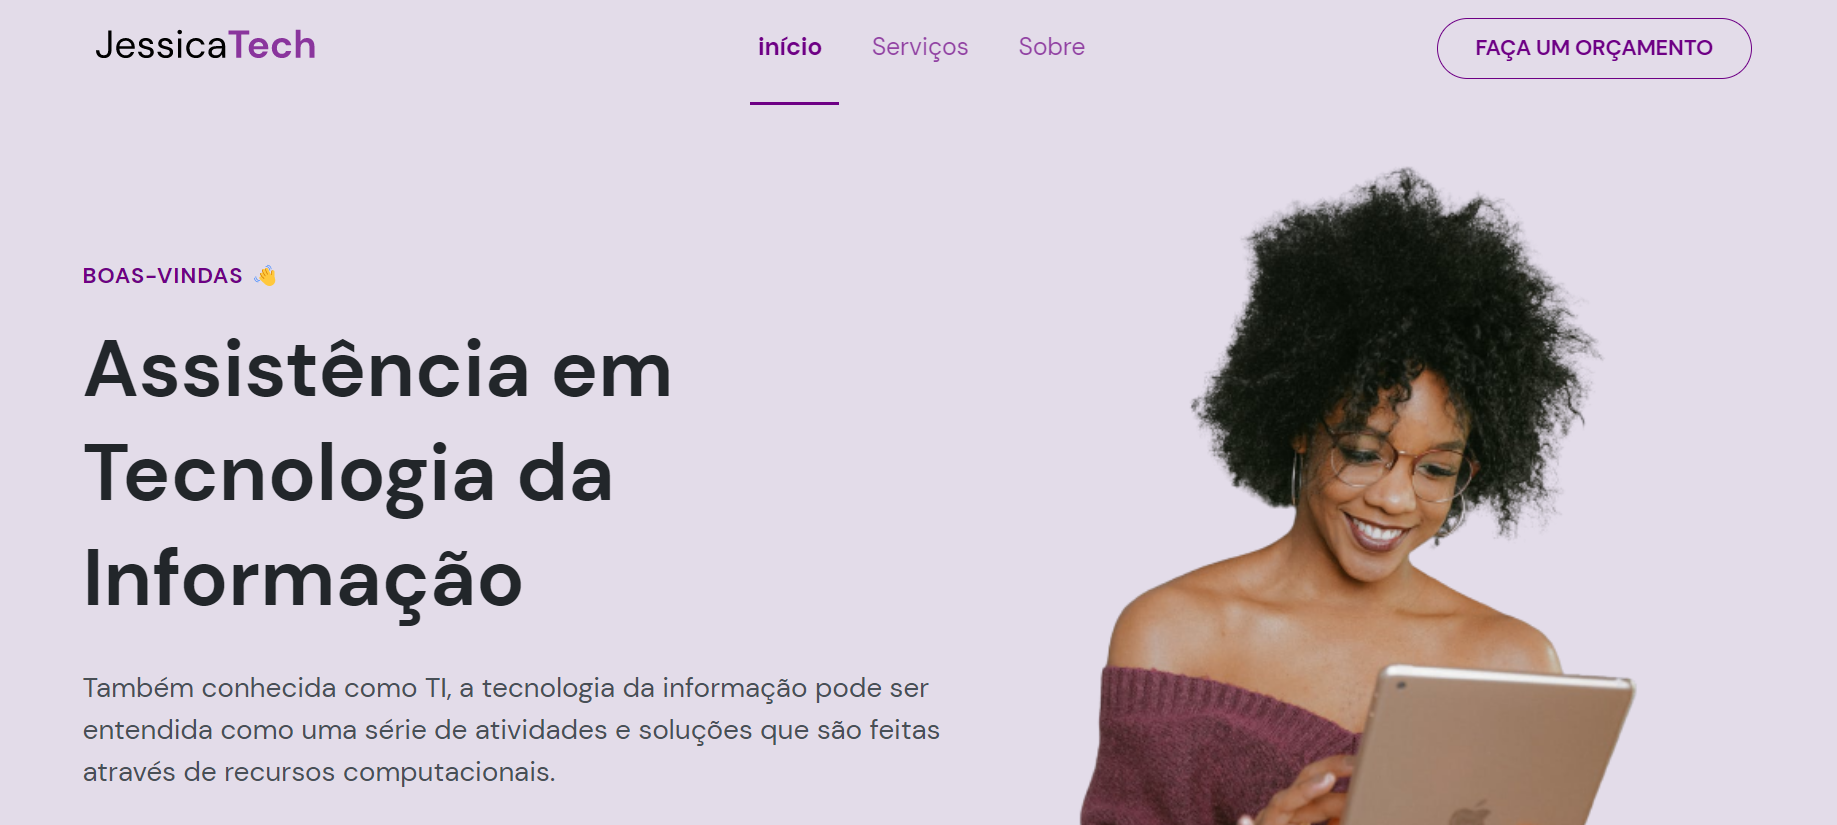 JessicaTech
início
Serviços
Sobre
FAÇA UM ORÇAMENTO
BOAS-VINDAS 👋
Assistência em
Tecnologia da
Informação
Também conhecida como TI, a tecnologia da informação pode ser
entendida como uma série de atividades e soluções que são feitas
através de recursos computacionais.